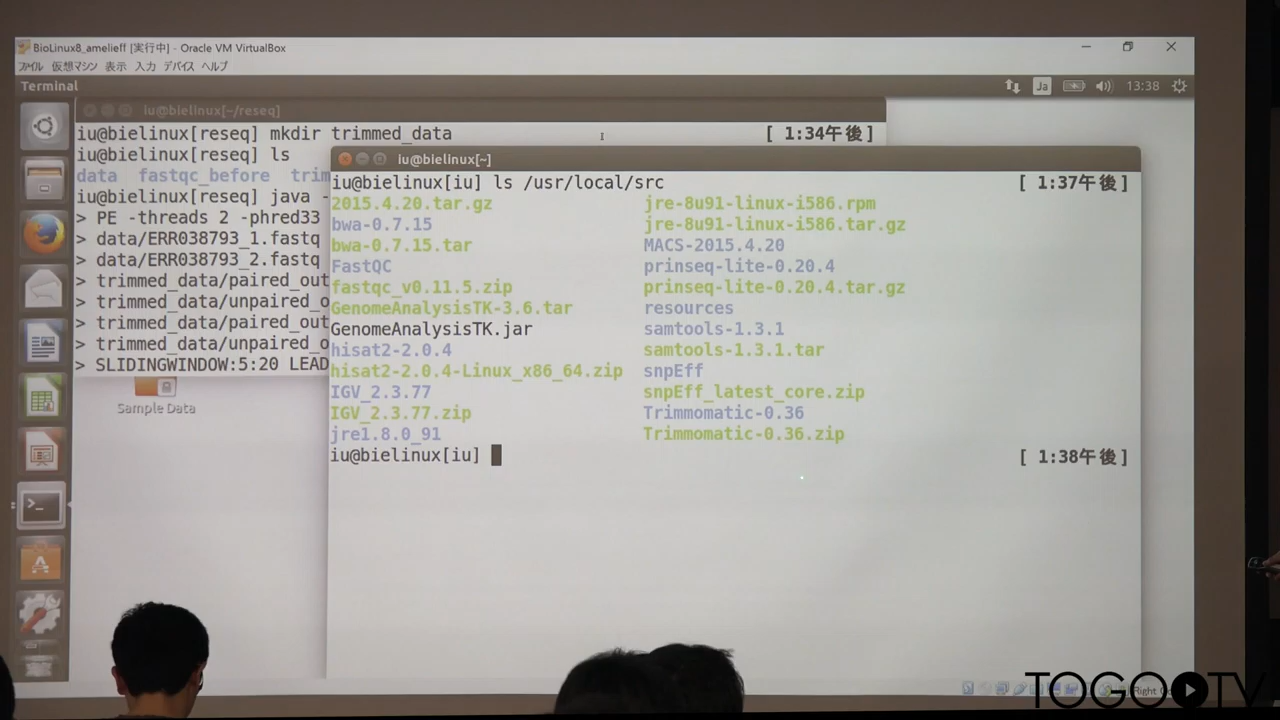 BioLinux8_amelieff [実行中] - Oracle VM VirtualBox
ファイル 仮想マシン 表示 入力 デバイス ヘルプ
Terminal
Ja
13:38
iu@bielinux[~/reseq]
iu@bielinux[reseq] mkdir trimmed_data [ 1:34午後]
iu@bielinux[reseq] ls
data fastqc_before trim
iu@bielinux[reseq] java -
> PE -threads 2 -phred33
> data/ERR038793_1.fastq
> data/ERR038793_2.fastq
> trimmed_data/paired_out
> trimmed_data/unpaired_o
> trimmed_data/paired_out
> trimmed_data/unpaired_o
> SLIDINGWINDOW:5:20 LEAD
Sample Data
iu@bielinux[~]
iu@bielinux[iu] ls /usr/local/src [ 1:37午後]
2015.4.20.tar.gz jre-8u91-linux-i586.rpm
bwa-0.7.15 jre-8u91-linux-i586.tar.gz
bwa-0.7.15.tar MACS-2015.4.20
FastQC prinseq-lite-0.20.4
fastqc_v0.11.5.zip prinseq-lite-0.20.4.tar.gz
GenomeAnalysisTK-3.6.tar resources
GenomeAnalysisTK.jar samtools-1.3.1
hisat2-2.0.4 samtools-1.3.1.tar
hisat2-2.0.4-Linux_x86_64.zip snpEff
IGV_2.3.77 snpEff_latest_core.zip
IGV_2.3.77.zip Trimmomatic-0.36
jre1.8.0_91 Trimmomatic-0.36.zip
iu@bielinux[iu] [ 1:38午後]
Right
TOGOTV